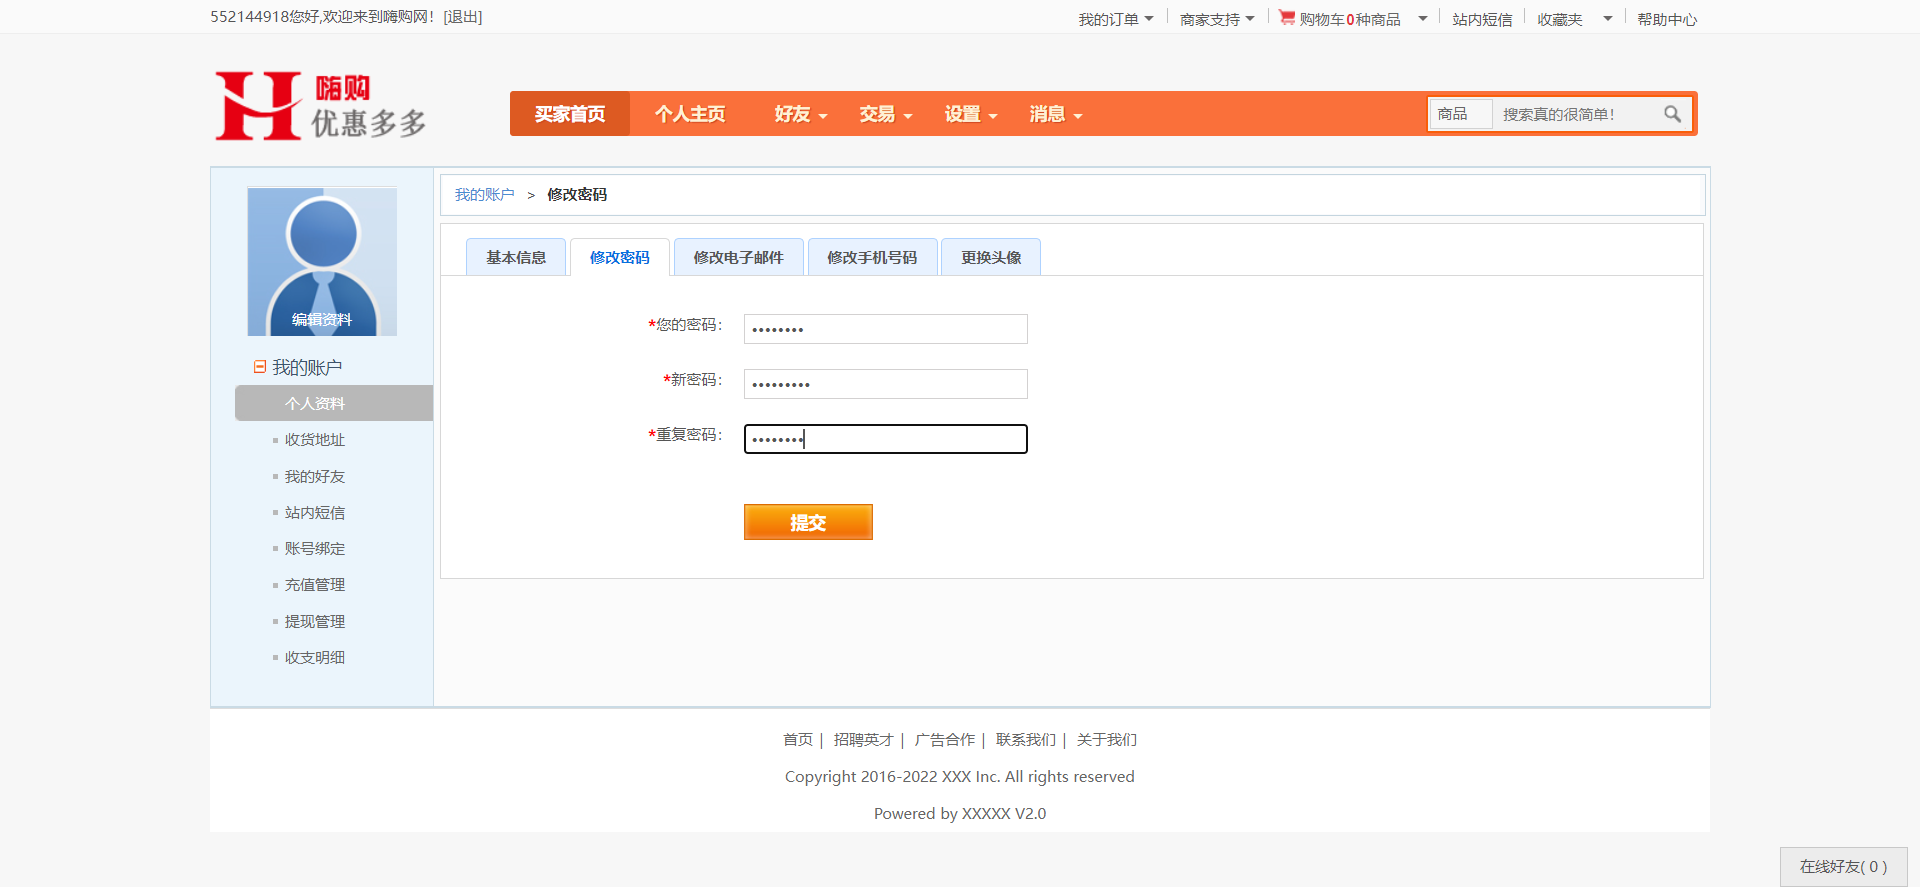 552144918您好,欢迎来到嗨购网！[退出]
我的订单 商家支持 购物车0种商品 站内短信 收藏夹 帮助中心
嗨购
优惠多多
买家首页 个人主页 好友 交易 设置 消息 商品 搜索真的很简单！
编辑资料
我的账户
个人资料
收货地址
我的好友
站内短信
账号绑定
充值管理
提现管理
收支明细
我的账户 > 修改密码
基本信息 修改密码 修改电子邮件 修改手机号码 更换头像
*您的密码： ••••••••
*新密码： •••••••••
*重复密码： ••••••••
提交
首页 | 招聘英才 | 广告合作 | 联系我们 | 关于我们
Copyright 2016-2022 XXX Inc. All rights reserved
Powered by XXXXX V2.0
在线好友( 0 )